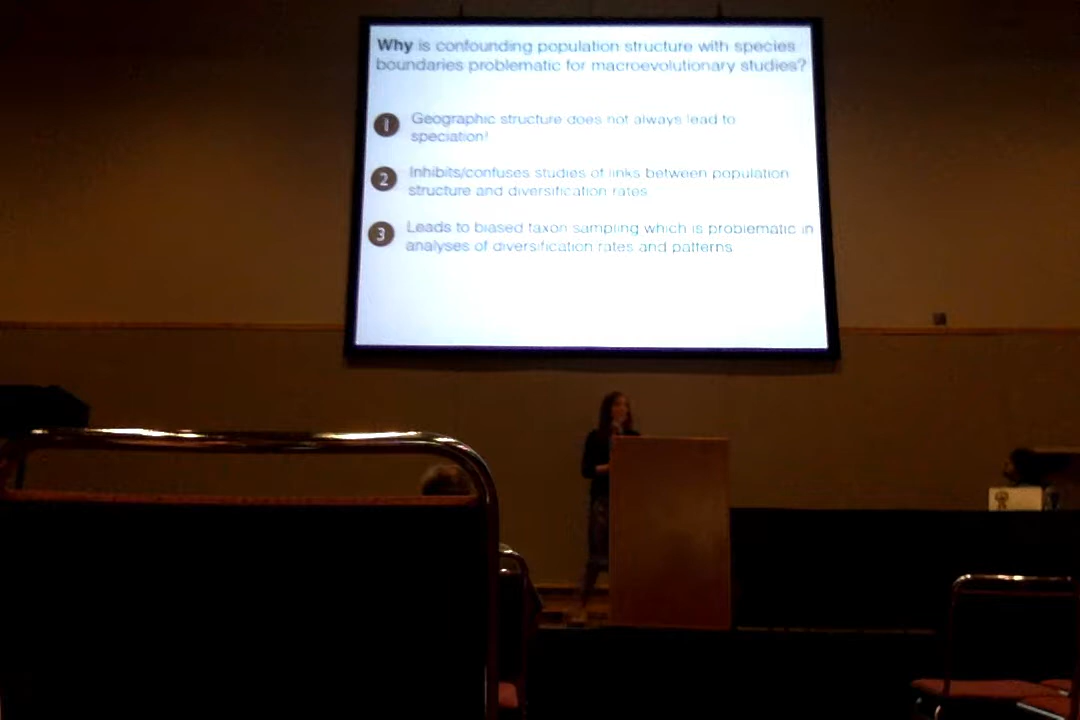 Why is confounding population structure with species
boundaries problematic for macroevolutionary studies?
1 Geographic structure does not always lead to
speciation!
2 Inhibits/confuses studies of links between population
structure and diversification rates
3 Leads to biased taxon sampling which is problematic in
analyses of diversification rates and patterns